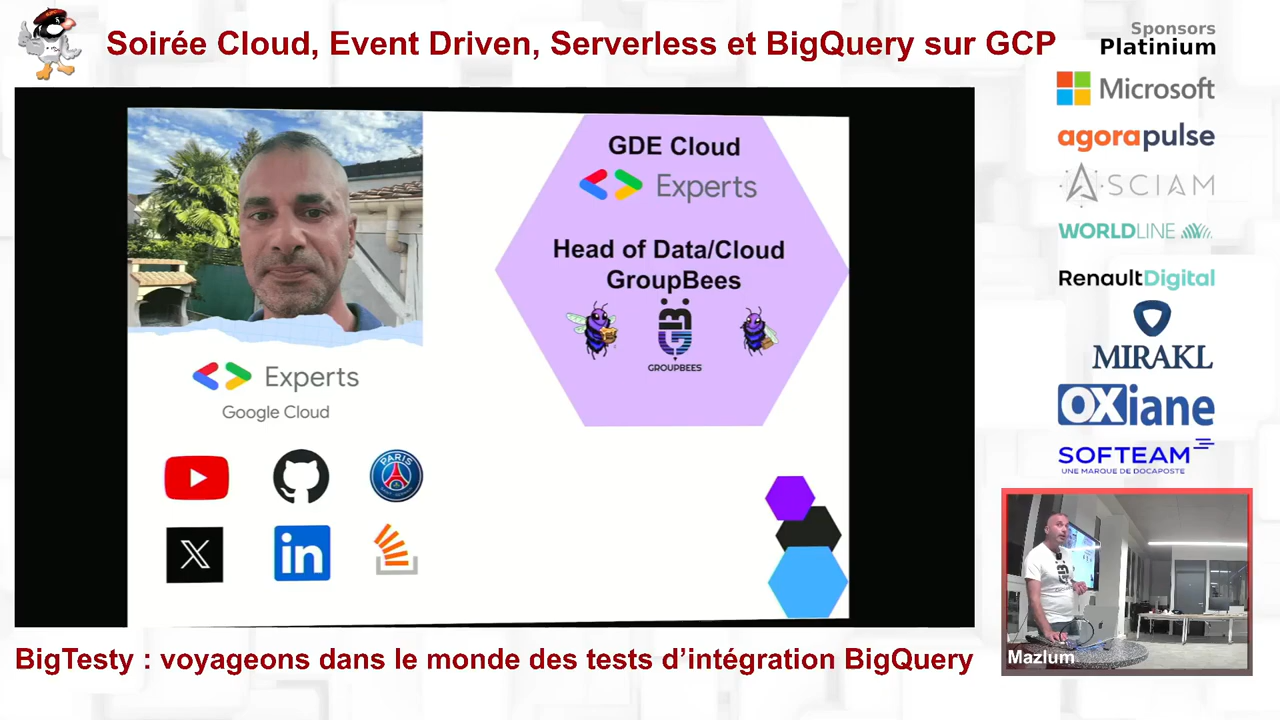 Soirée Cloud, Event Driven, Serverless et BigQuery sur GCP
Sponsors
Platinium
Microsoft
agorapulse
ASCIAM
WORLDLINE
RenaultDigital
MIRAKL
OXiane
SOFTEAM
UNE MARQUE DE DOCAPOSTE
GDE Cloud
Experts
Head of Data/Cloud
GroupBees
GB
GROUPBEES
Experts
Google Cloud
PARIS
in
Mazlum
BigTesty : voyageons dans le monde des tests d’intégration BigQuery